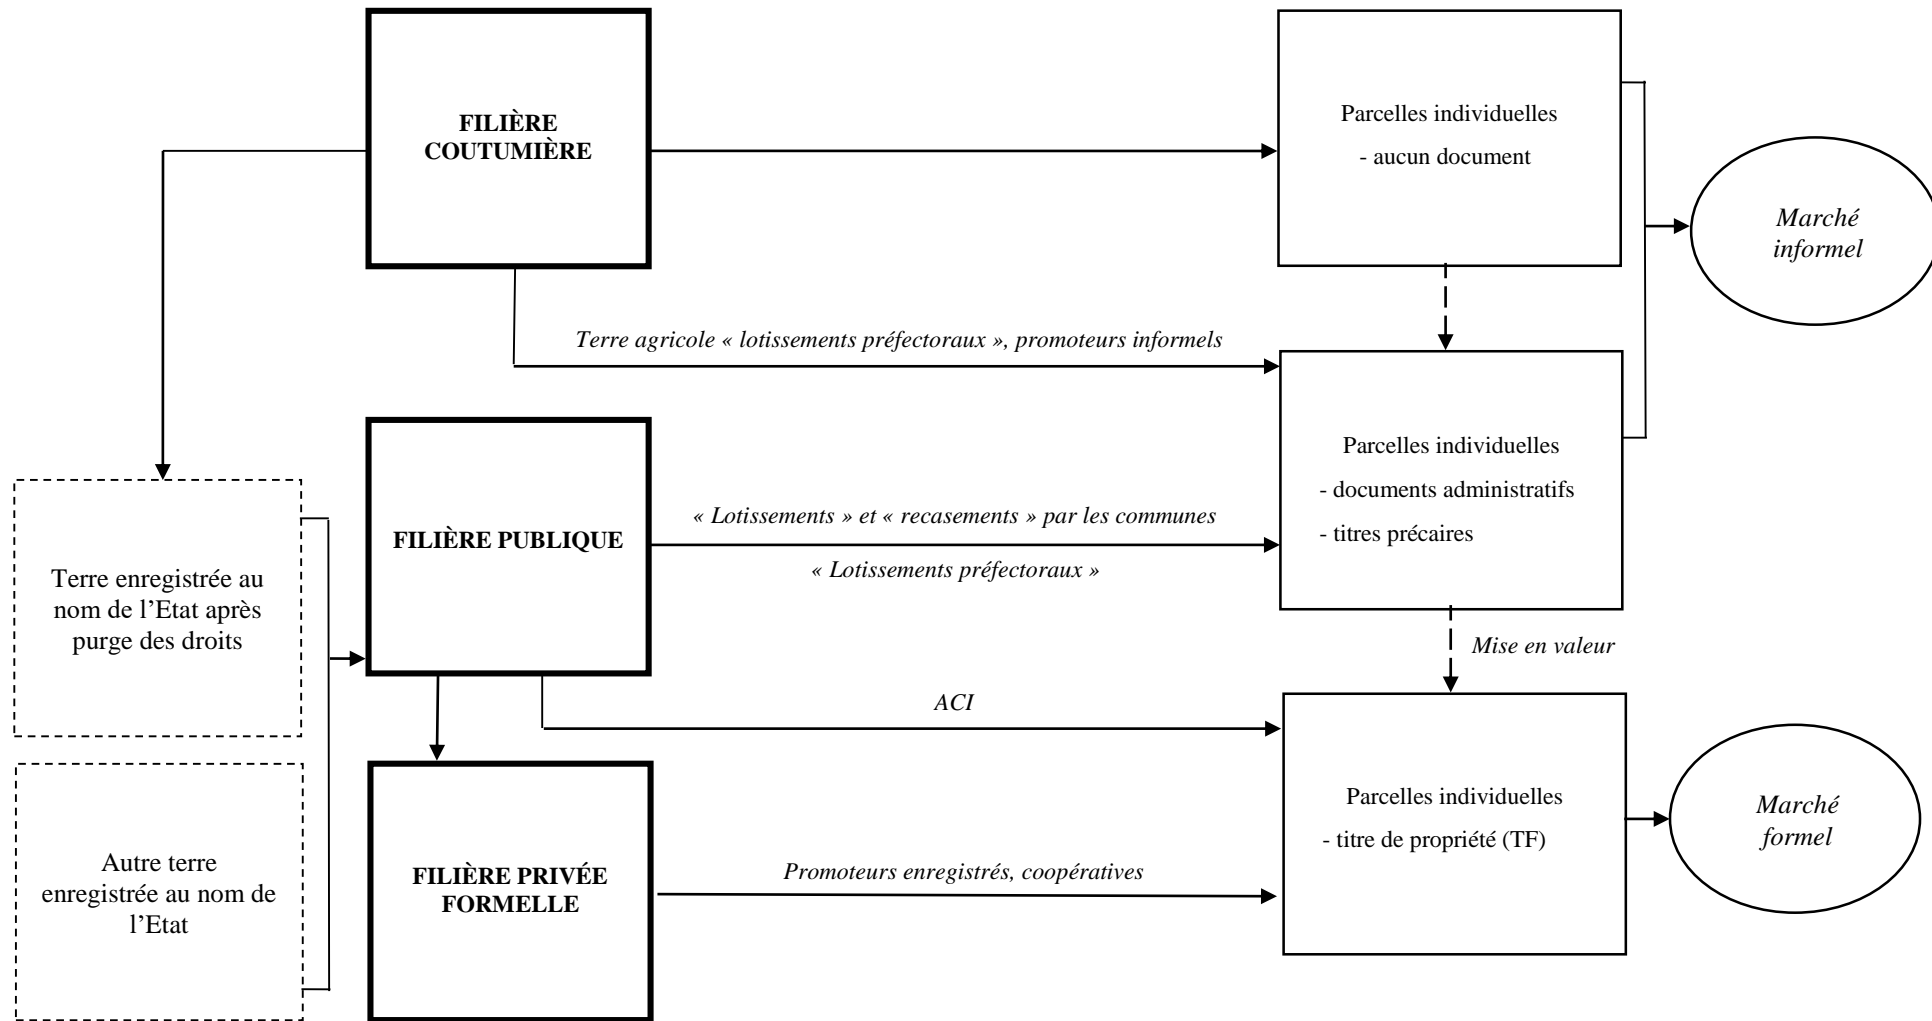 FILIÈRE
COUTUMIÈRE
Parcelles individuelles
- aucun document
Marché
informel
Terre agricole « lotissements préfectoraux », promoteurs informels
FILIÈRE PUBLIQUE
« Lotissements » et « recasements » par les communes
« Lotissements préfectoraux »
Parcelles individuelles
- documents administratifs
- titres précaires
Terre enregistrée au
nom de l’Etat après
purge des droits
Mise en valeur
ACI
Autre terre
enregistrée au nom de
l’Etat
FILIÈRE PRIVÉE
FORMELLE
Promoteurs enregistrés, coopératives
Parcelles individuelles
- titre de propriété (TF)
Marché
formel